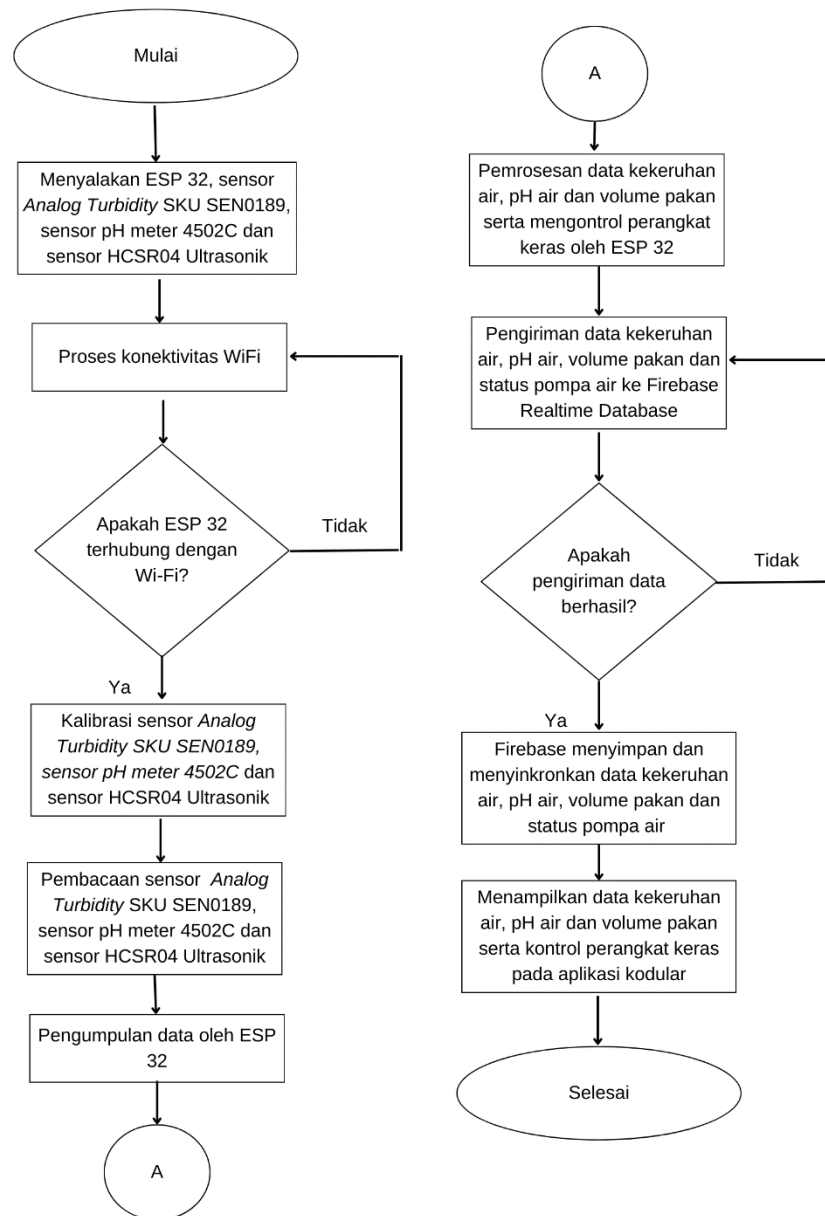 Mulai
Menyalakan ESP 32, sensor
Analog Turbidity SKU SEN0189,
sensor pH meter 4502C dan
sensor HCSR04 Ultrasonik
Proses konektivitas WiFi
Apakah ESP 32
terhubung dengan
Wi-Fi?
Tidak
Ya
Kalibrasi sensor Analog
Turbidity SKU SEN0189,
sensor pH meter 4502C dan
sensor HCSR04 Ultrasonik
Pembacaan sensor Analog
Turbidity SKU SEN0189,
sensor pH meter 4502C dan
sensor HCSR04 Ultrasonik
Pengumpulan data oleh ESP
32
A
A
Pemrosesan data kekeruhan
air, pH air dan volume pakan
serta mengontrol perangkat
keras oleh ESP 32
Pengiriman data kekeruhan
air, pH air, volume pakan dan
status pompa air ke Firebase
Realtime Database
Apakah
pengiriman data
berhasil?
Tidak
Ya
Firebase menyimpan dan
menyinkronkan data kekeruhan
air, pH air, volume pakan dan
status pompa air
Menampilkan data kekeruhan
air, pH air dan volume pakan
serta kontrol perangkat keras
pada aplikasi kodular
Selesai